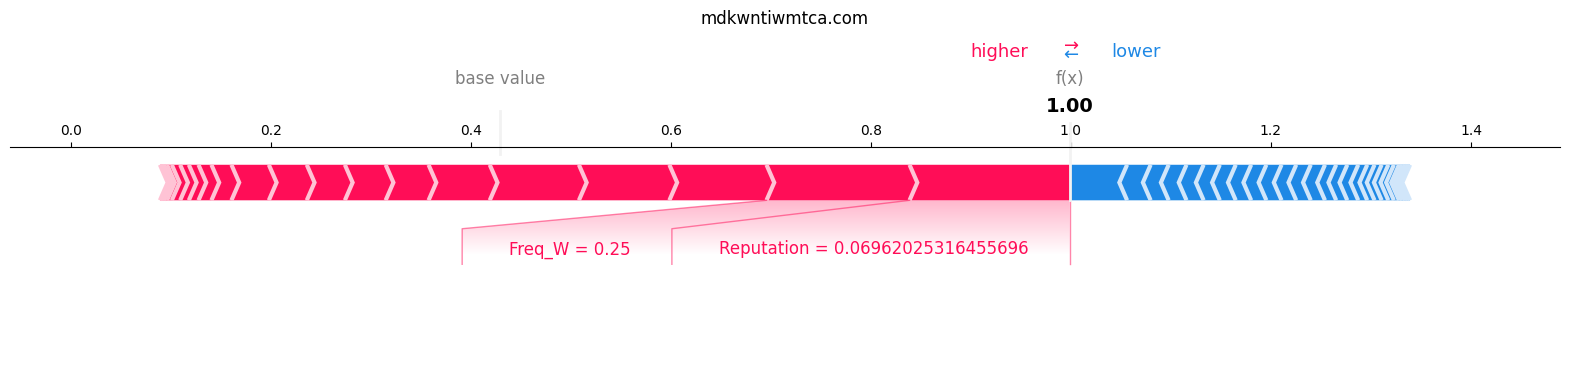 mdkwntiwmtca.com
higher ⇄ lower
base value f(x)
1.00
0.0 0.2 0.4 0.6 0.8 1.0 1.2 1.4
Freq_W = 0.25 Reputation = 0.06962025316455696